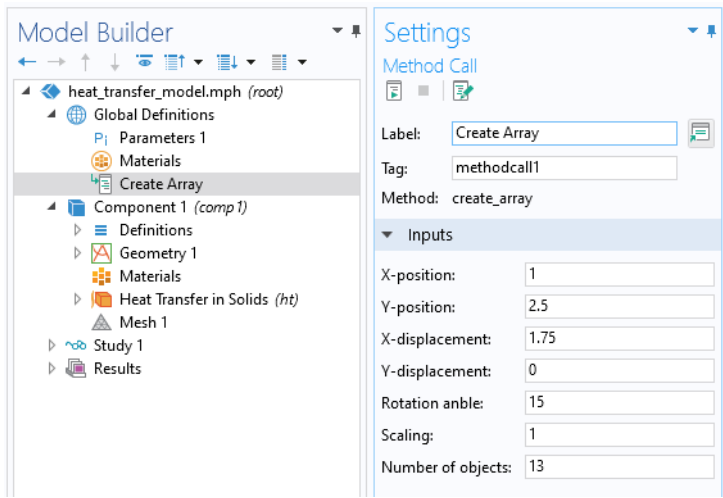 Model Builder
heat_transfer_model.mph (root)
Global Definitions
Pi Parameters 1
Materials
Create Array
Component 1 (comp1)
Definitions
Geometry 1
Materials
Heat Transfer in Solids (ht)
Mesh 1
Study 1
Results
Settings
Method Call
Label: Create Array
Tag: methodcall1
Method: create_array
Inputs
X-position: 1
Y-position: 2.5
X-displacement: 1.75
Y-displacement: 0
Rotation anble: 15
Scaling: 1
Number of objects: 13